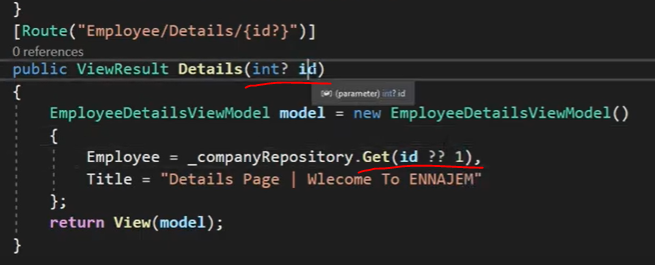 }
[Route("Employee/Details/{id?}")]
0 references
public ViewResult Details(int? id)
(parameter) int? id
{
EmployeeDetailsViewModel model = new EmployeeDetailsViewModel()
{
Employee = _companyRepository.Get(id ?? 1),
Title = "Details Page | Wlecome To ENNAJEM"
};
return View(model);
}